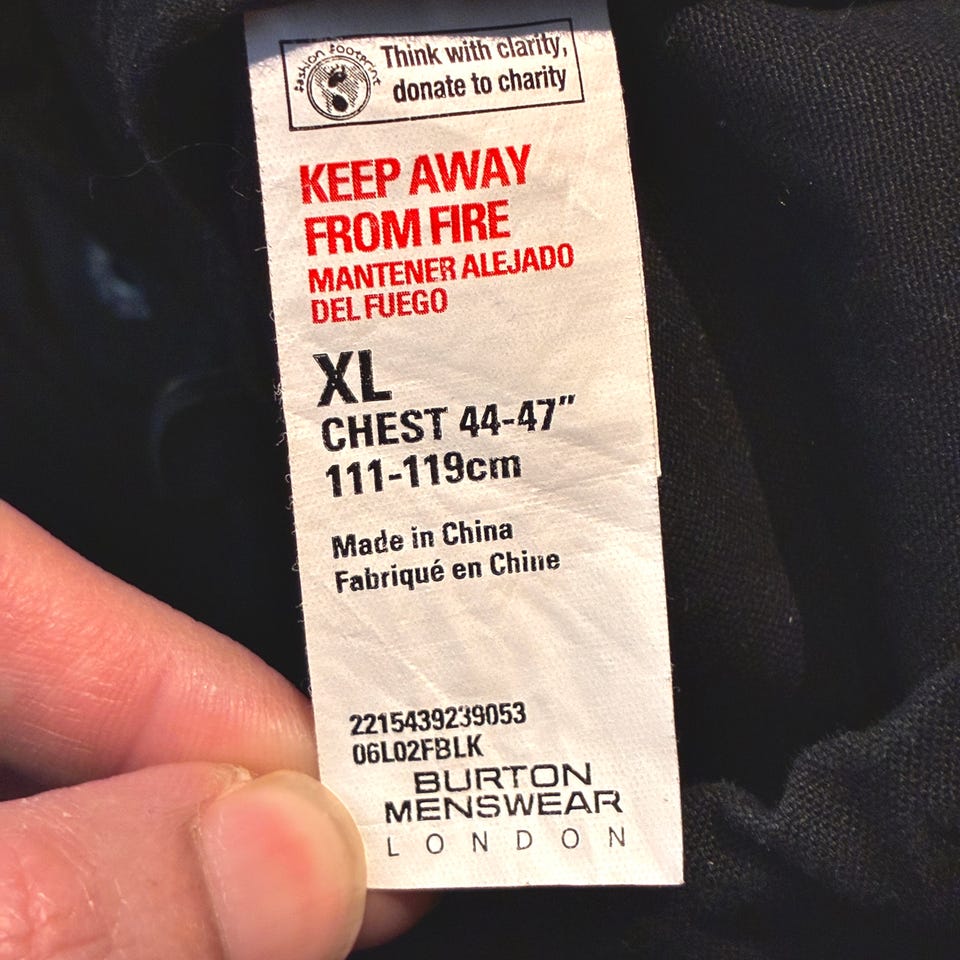 fashion footprint
Think with clarity,
donate to charity
KEEP AWAY
FROM FIRE
MANTENER ALEJADO
DEL FUEGO
XL
CHEST 44-47"
111-119cm
Made in China
Fabriqué en Chine
2215439239053
06L02FBLK
BURTON
MENSWEAR
LONDON